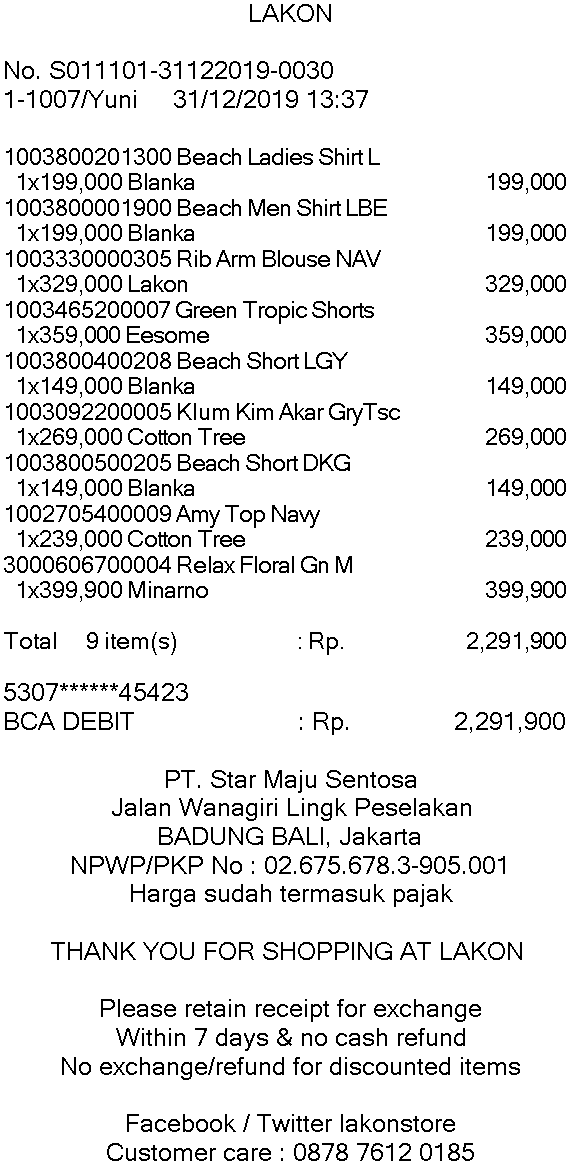 LAKON
No. S011101-31122019-0030
1-1007/Yuni 31/12/2019 13:37
1003800201300 Beach Ladies Shirt L
1x199,000 Blanka 199,000
1003800001900 Beach Men Shirt LBE
1x199,000 Blanka 199,000
1003330000305 Rib Arm Blouse NAV
1x329,000 Lakon 329,000
1003465200007 Green Tropic Shorts
1x359,000 Eesome 359,000
1003800400208 Beach Short LGY
1x149,000 Blanka 149,000
1003092200005 Klum Kim Akar GryTsc
1x269,000 Cotton Tree 269,000
1003800500205 Beach Short DKG
1x149,000 Blanka 149,000
1002705400009 Amy Top Navy
1x239,000 Cotton Tree 239,000
3000606700004 Relax Floral Gn M
1x399,900 Minarno 399,900
Total 9 item(s) : Rp. 2,291,900
5307******45423
BCA DEBIT : Rp. 2,291,900
PT. Star Maju Sentosa
Jalan Wanagiri Lingk Peselakan
BADUNG BALI, Jakarta
NPWP/PKP No : 02.675.678.3-905.001
Harga sudah termasuk pajak
THANK YOU FOR SHOPPING AT LAKON
Please retain receipt for exchange
Within 7 days & no cash refund
No exchange/refund for discounted items
Facebook / Twitter lakonstore
Customer care : 0878 7612 0185